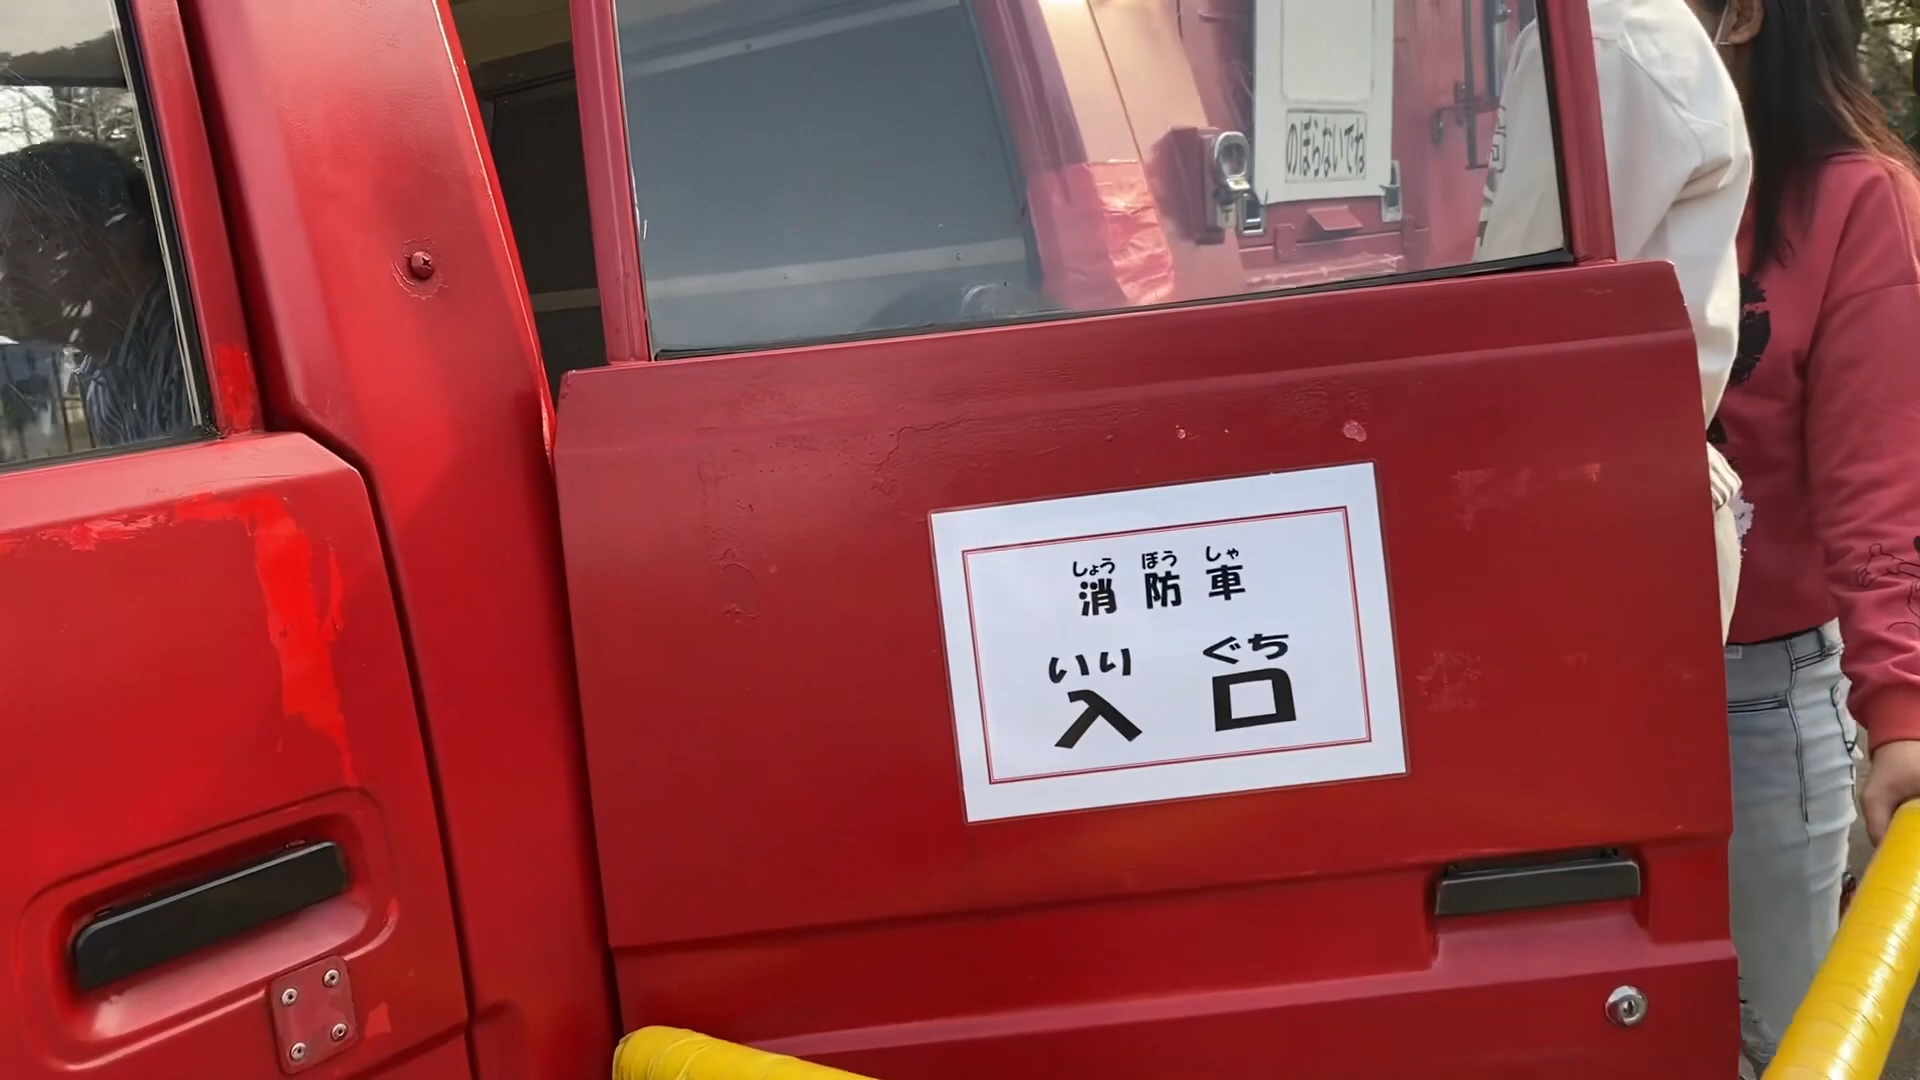 のぼらないでね
しょう ぼう しゃ
消防車
いり ぐち
入口